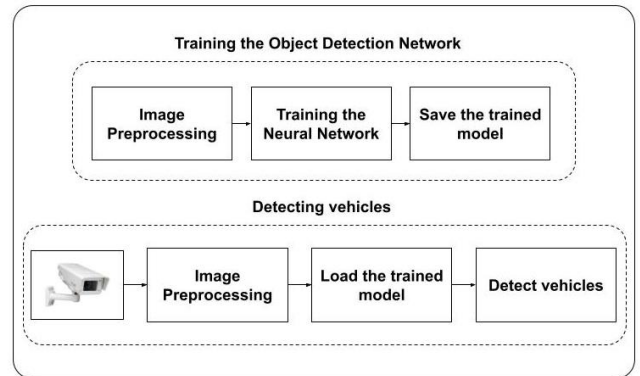 Training the Object Detection Network
Image
Preprocessing
Training the
Neural Network
Save the trained
model
Detecting vehicles
Image
Preprocessing
Load the trained
model
Detect vehicles